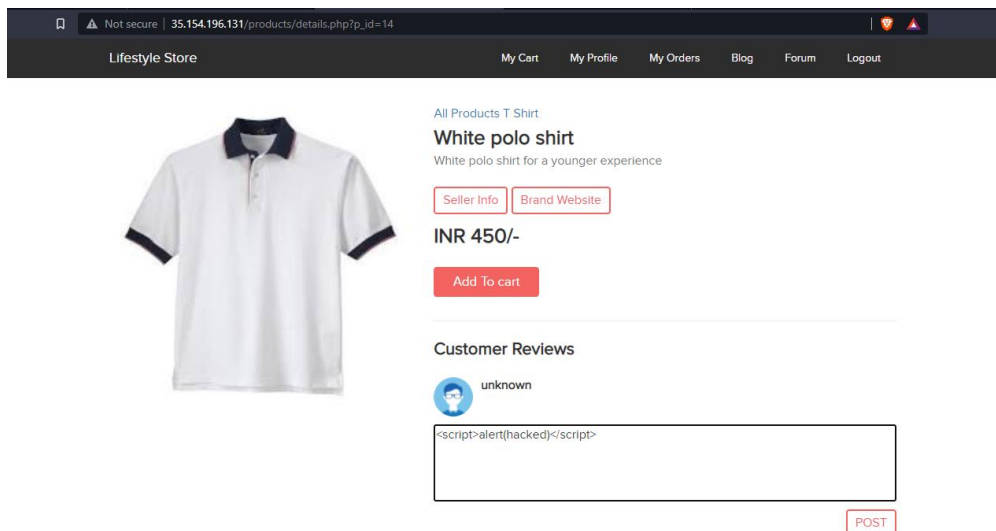 Not secure | 35.154.196.131/products/details.php?p_id=14
Lifestyle Store My Cart My Profile My Orders Blog Forum Logout
All Products T Shirt
White polo shirt
White polo shirt for a younger experience
Seller Info Brand Website
INR 450/-
Add To cart
Customer Reviews
unknown
<script>alert(hacked)</script>
POST